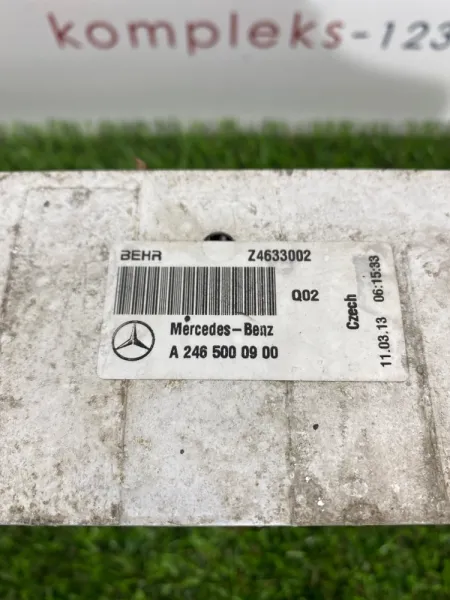 kompleks-123
BEHR Z4633002
Q02
Mercedes-Benz
A 246 500 09 00
Czech
11.03.13 06:15:33